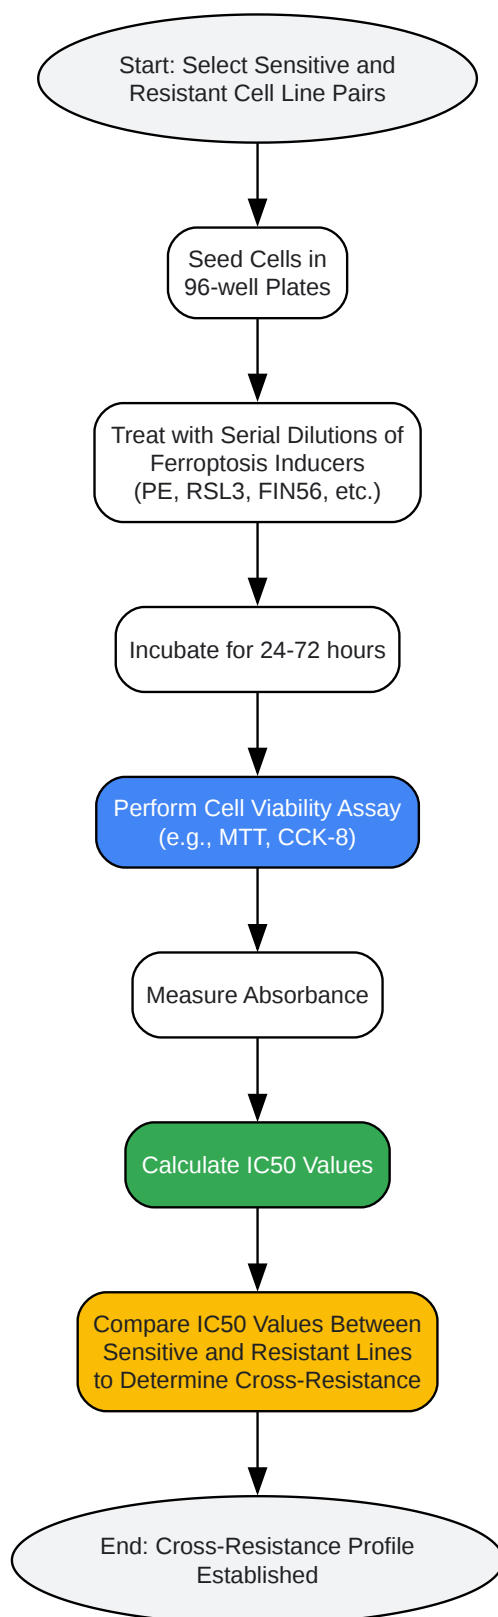 Start: Select Sensitive and
Resistant Cell Line Pairs
Seed Cells in
96-well Plates
Treat with Serial Dilutions of
Ferroptosis Inducers
(PE, RSL3, FIN56, etc.)
Incubate for 24-72 hours
Perform Cell Viability Assay
(e.g., MTT, CCK-8)
Measure Absorbance
Calculate IC50 Values
Compare IC50 Values Between
Sensitive and Resistant Lines
to Determine Cross-Resistance
End: Cross-Resistance Profile
Established